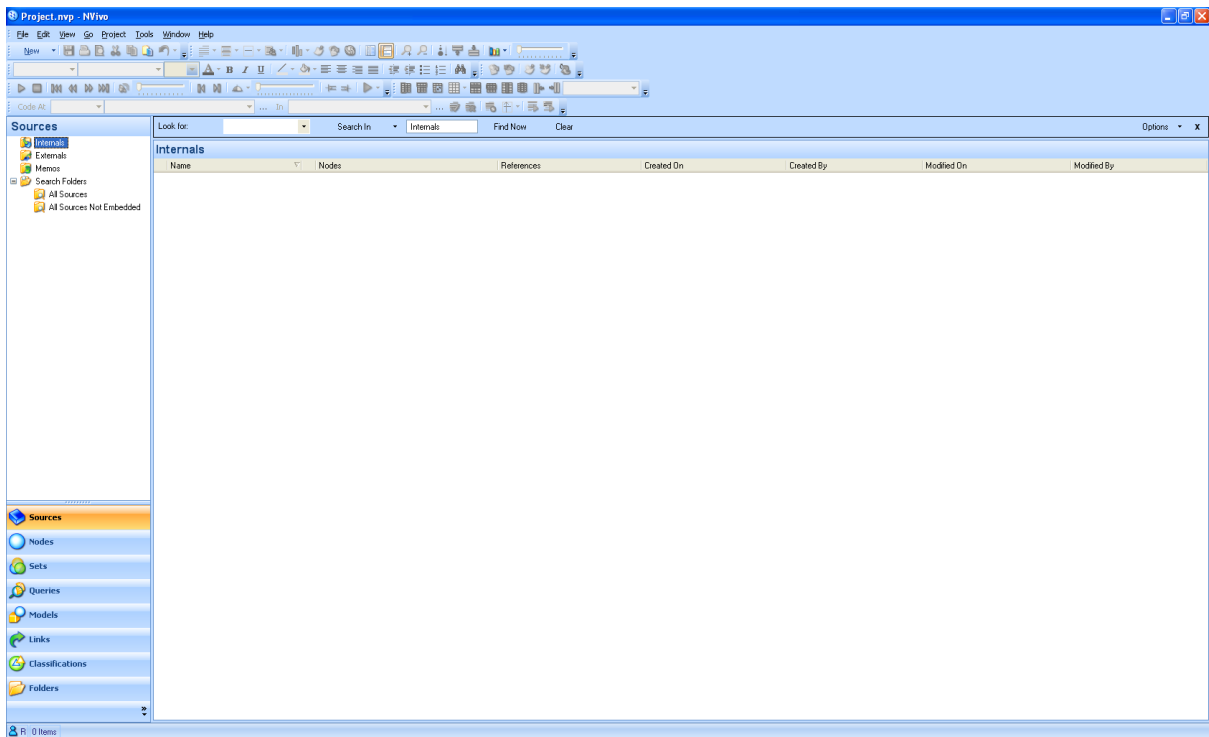 Project.nvp - NVivo
File Edit View Go Project Tools Window Help
New
B I U
Code At In
Sources
Internals
Externals
Memos
Search Folders
All Sources
All Sources Not Embedded
Look for: Search In Internals Find Now Clear Options x
Internals
Name Nodes References Created On Created By Modified On Modified By
Sources
Nodes
Sets
Queries
Models
Links
Classifications
Folders
R 0 Items